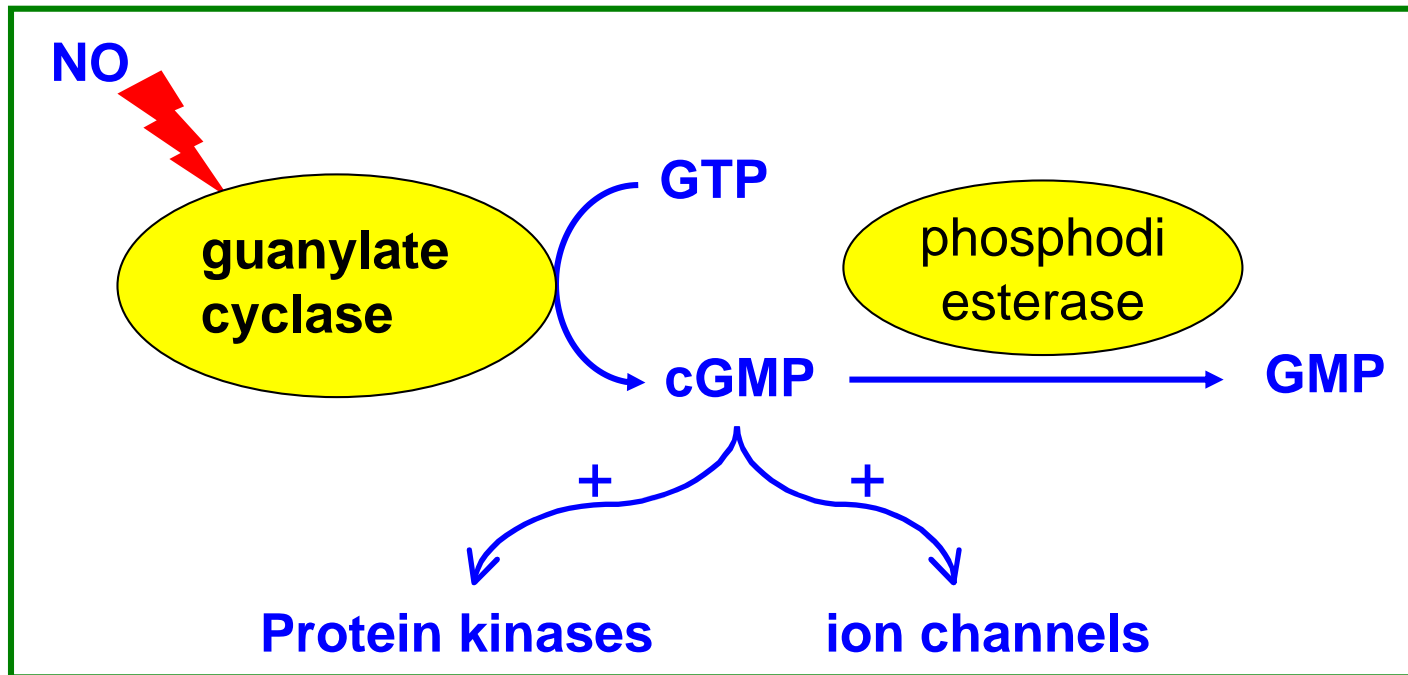 NO
GTP
guanylate
cyclase
phosphodi
esterase
cGMP
GMP
+
+
Protein kinases
ion channels